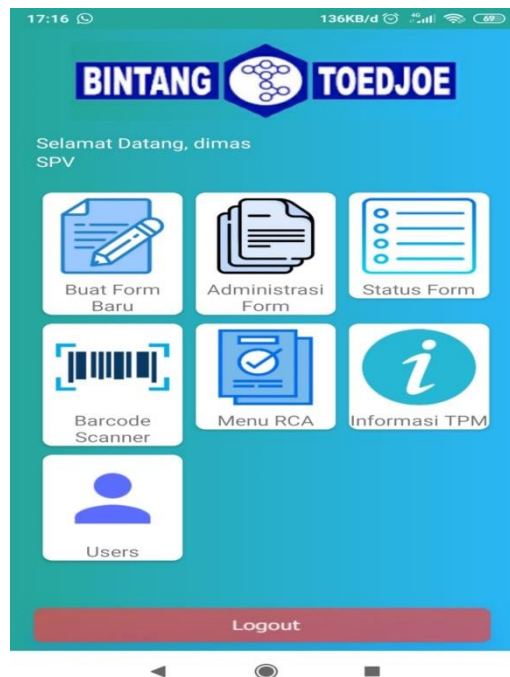 17:16
136KB/d 4G 69
BINTANG TOEDJOE
Selamat Datang, dimas
SPV
Buat Form
Baru
Administrasi
Form
Status Form
Barcode
Scanner
Menu RCA
Informasi TPM
i
Users
Logout